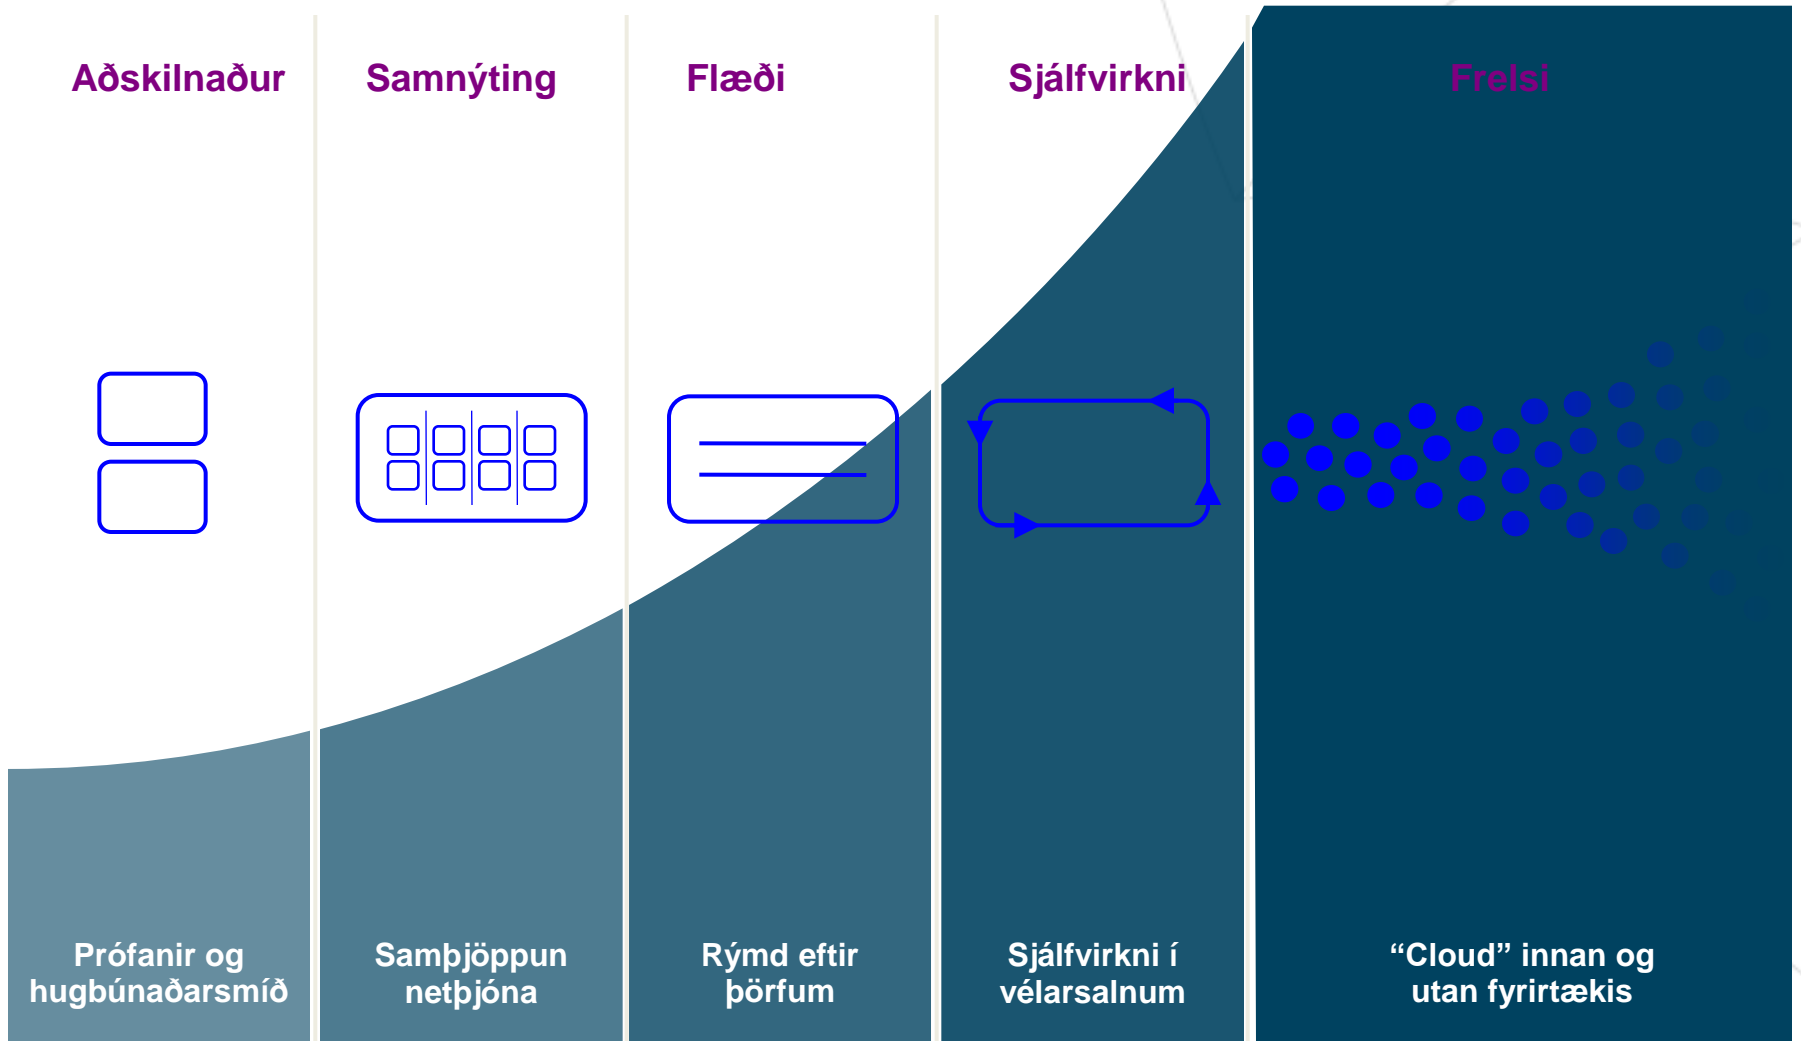 Aðskilnaður
Samnýting
Flæði
Sjálfvirkni
Frelsi
Prófanir og
hugbúnaðarsmíð
Samþjöppun
netþjóna
Rýmd eftir
þörfum
Sjálfvirkni í
vélarsalnum
“Cloud” innan og
utan fyrirtækis